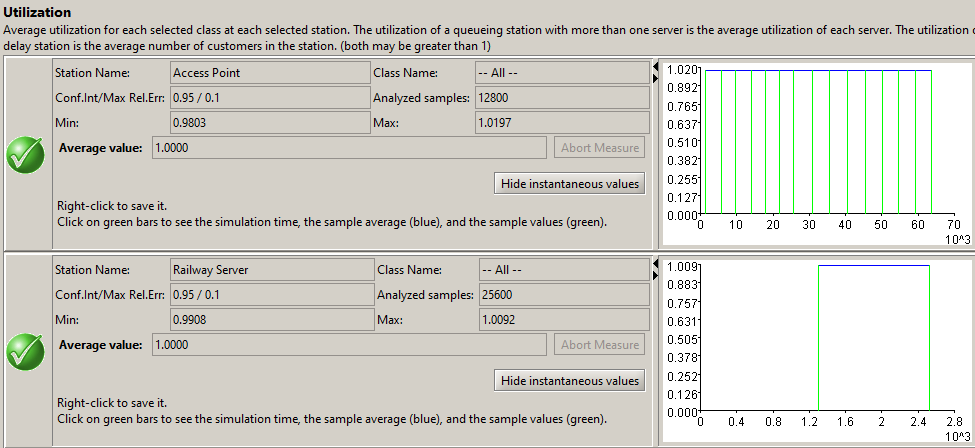 Utilization
Average utilization for each selected class at each selected station. The utilization of a queueing station with more than one server is the average utilization of each server. The utilization
delay station is the average number of customers in the station. (both may be greater than 1)
Station Name: Access Point Class Name: -- All --
Conf.Int/Max Rel.Err: 0.95 / 0.1 Analyzed samples: 12800
Min: 0.9803 Max: 1.0197
Average value: 1.0000 Abort Measure
Hide instantaneous values
Right-click to save it.
Click on green bars to see the simulation time, the sample average (blue), and the sample values (green).
1.020
0.892
0.765
0.637
0.510
0.382
0.255
0.127
0.000
0 10 20 30 40 50 60 70
10^3
Station Name: Railway Server Class Name: -- All --
Conf.Int/Max Rel.Err: 0.95 / 0.1 Analyzed samples: 25600
Min: 0.9908 Max: 1.0092
Average value: 1.0000 Abort Measure
Hide instantaneous values
Right-click to save it.
Click on green bars to see the simulation time, the sample average (blue), and the sample values (green).
1.009
0.883
0.757
0.631
0.505
0.378
0.252
0.126
0.000
0 0.4 0.8 1.2 1.6 2 2.4 2.8
10^3